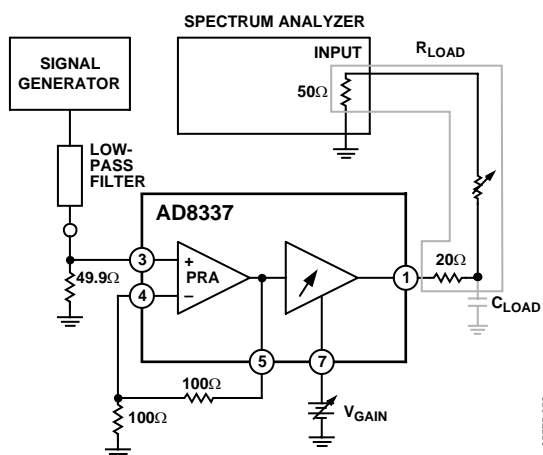 SPECTRUM ANALYZER
INPUT
RLOAD
SIGNAL
GENERATOR
50Ω
LOW-
PASS
FILTER
AD8337
3
+
PRA
49.9Ω
4
–
1
20Ω
CLOAD
5
7
100Ω
100Ω
VGAIN